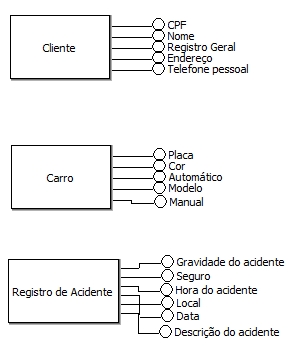 Cliente
CPF
Nome
Registro Geral
Endereço
Telefone pessoal
Carro
Placa
Cor
Automático
Modelo
Manual
Registro de Acidente
Gravidade do acidente
Seguro
Hora do acidente
Local
Data
Descrição do acidente